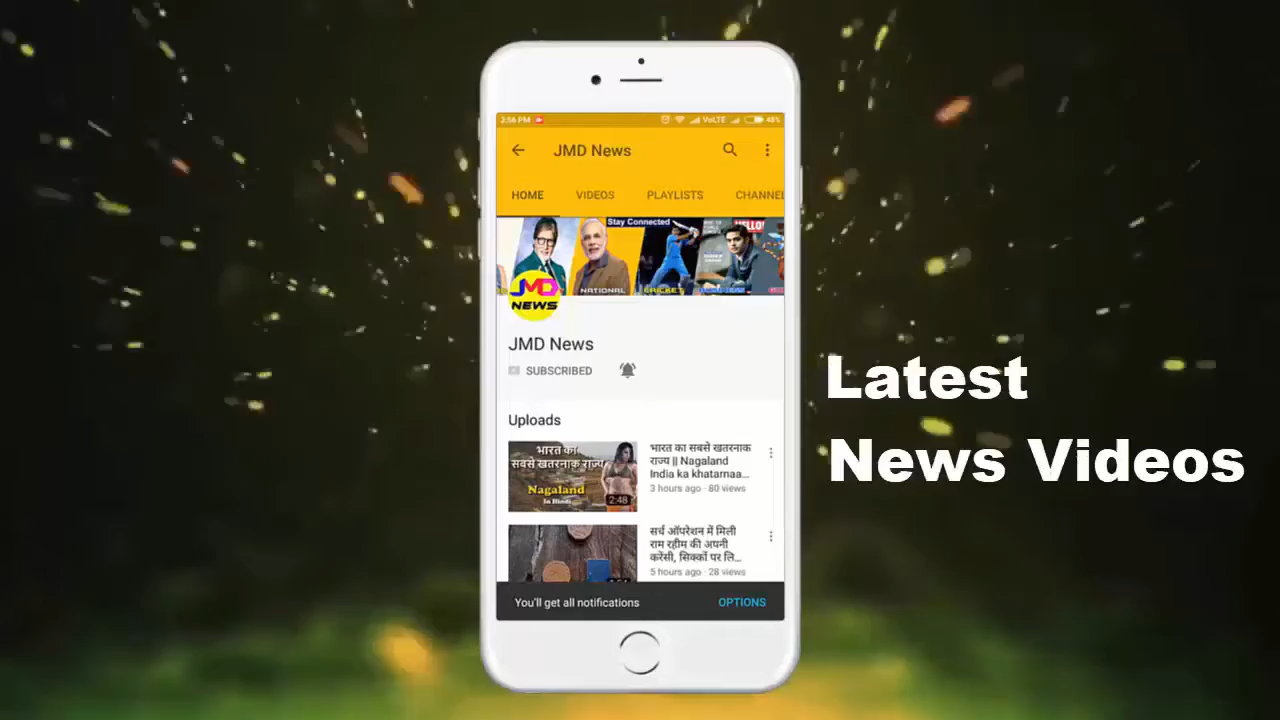 2:56 PM
VoLTE
48%
JMD News
HOME VIDEOS PLAYLISTS CHANNEL
Stay Connected
HELLO!
NATIONAL
CRICKET
BUSINESS
JMD
NEWS
JMD News
SUBSCRIBED
Uploads
भारत का
सबसे खतरनाक राज्य
Nagaland
In Hindi
2:48
भारत का सबसे खतरनाक
राज्य || Nagaland
India ka khatarnaa...
3 hours ago · 80 views
सर्च ऑपरेशन में मिली
राम रहीम की अपनी
करेंसी, सिक्कों पर लि...
5 hours ago · 28 views
You'll get all notifications OPTIONS
Latest
News Videos